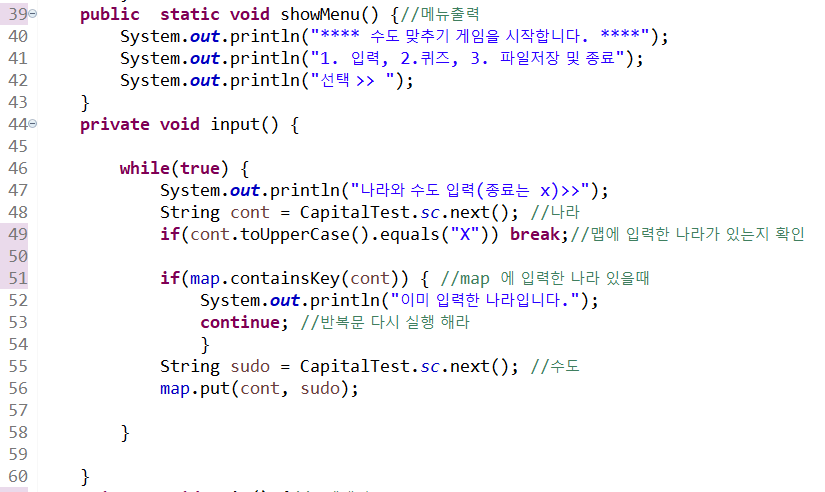 39 public  static void showMenu() {//메뉴출력
40 System.out.println("**** 수도 맞추기 게임을 시작합니다. ****");
41 System.out.println("1. 입력, 2.퀴즈, 3. 파일저장 및 종료");
42 System.out.println("선택 >> ");
43 }
44 private void input() {
45
46 while(true) {
47 System.out.println("나라와 수도 입력(종료는 x)>>");
48 String cont = CapitalTest.sc.next(); //나라
49 if(cont.toUpperCase().equals("X")) break;//맵에 입력한 나라가 있는지 확인
50
51 if(map.containsKey(cont)) { //map 에 입력한 나라 있을때
52 System.out.println("이미 입력한 나라입니다.");
53 continue; //반복문 다시 실행 해라
54 }
55 String sudo = CapitalTest.sc.next(); //수도
56 map.put(cont, sudo);
57
58 }
59
60 }